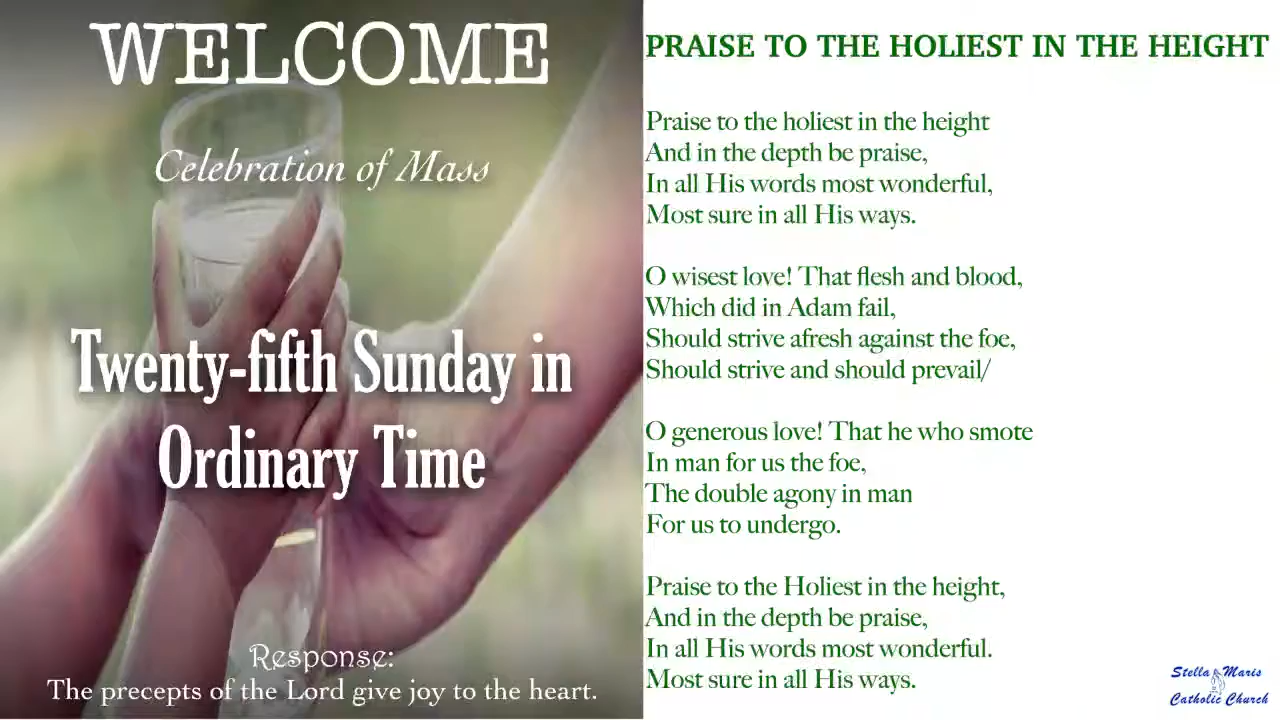 WELCOME
Celebration of Mass
Twenty-fifth Sunday in
Ordinary Time
Response:
The precepts of the Lord give joy to the heart.
PRAISE TO THE HOLIEST IN THE HEIGHT
Praise to the holiest in the height
And in the depth be praise,
In all His words most wonderful,
Most sure in all His ways.
O wisest love! That flesh and blood,
Which did in Adam fail,
Should strive afresh against the foe,
Should strive and should prevail/
O generous love! That he who smote
In man for us the foe,
The double agony in man
For us to undergo.
Praise to the Holiest in the height,
And in the depth be praise,
In all His words most wonderful.
Most sure in all His ways.
Stella Maris
Catholic Church